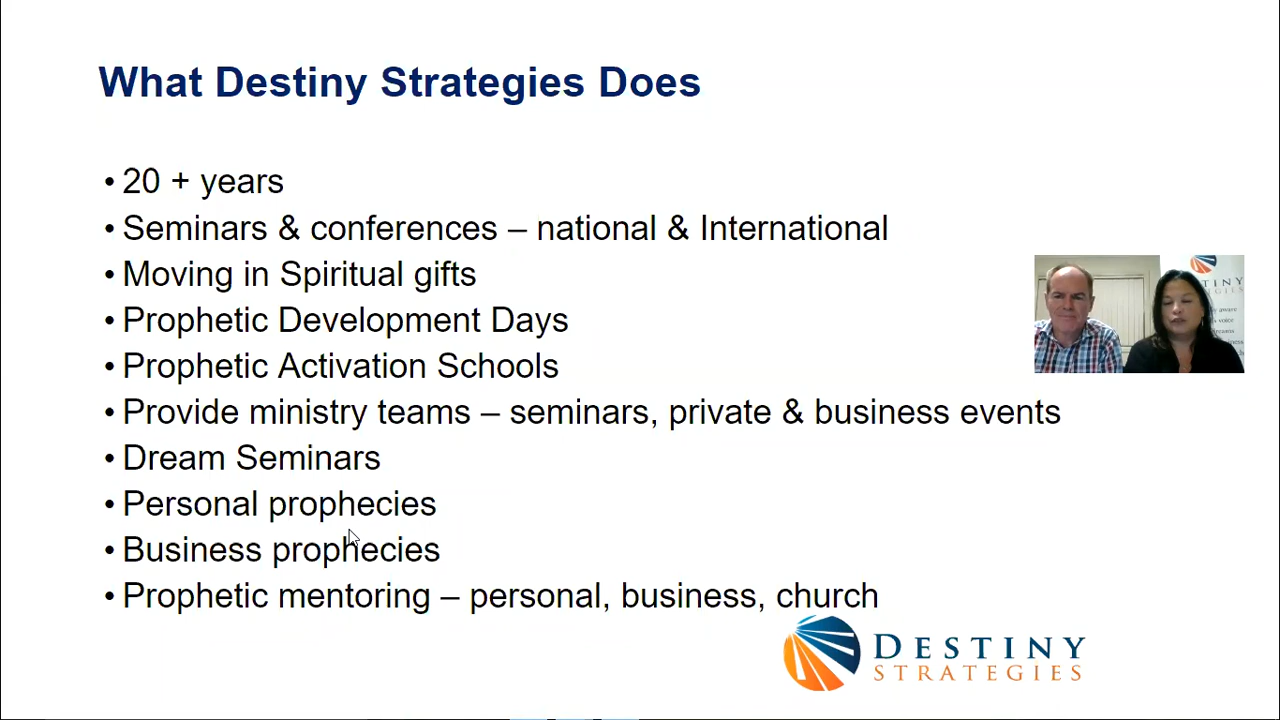 What Destiny Strategies Does
• 20 + years
• Seminars & conferences – national & International
• Moving in Spiritual gifts
• Prophetic Development Days
• Prophetic Activation Schools
• Provide ministry teams – seminars, private & business events
• Dream Seminars
• Personal prophecies
• Business prophecies
• Prophetic mentoring – personal, business, church
DESTINY
STRATEGIES